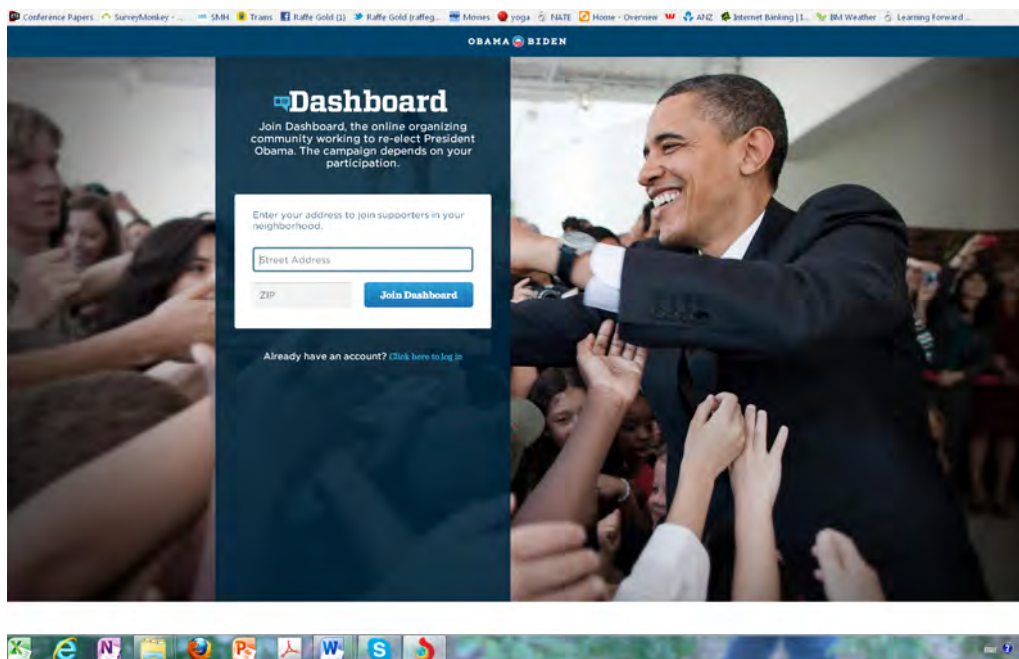 Conference Papers SurveyMonkey - ... SMH Trams Raffe Gold (1) Raffe Gold (raffeg... Movies yoga NATE Home - Overview ANZ Internet Banking | 1... BM Weather Learning Forward ...
OBAMA BIDEN
Dashboard
Join Dashboard, the online organizing
community working to re-elect President
Obama. The campaign depends on your
participation.
Enter your address to join supporters in your
neighborhood.
Street Address
ZIP Join Dashboard
Already have an account? Click here to log in
X e N P W S